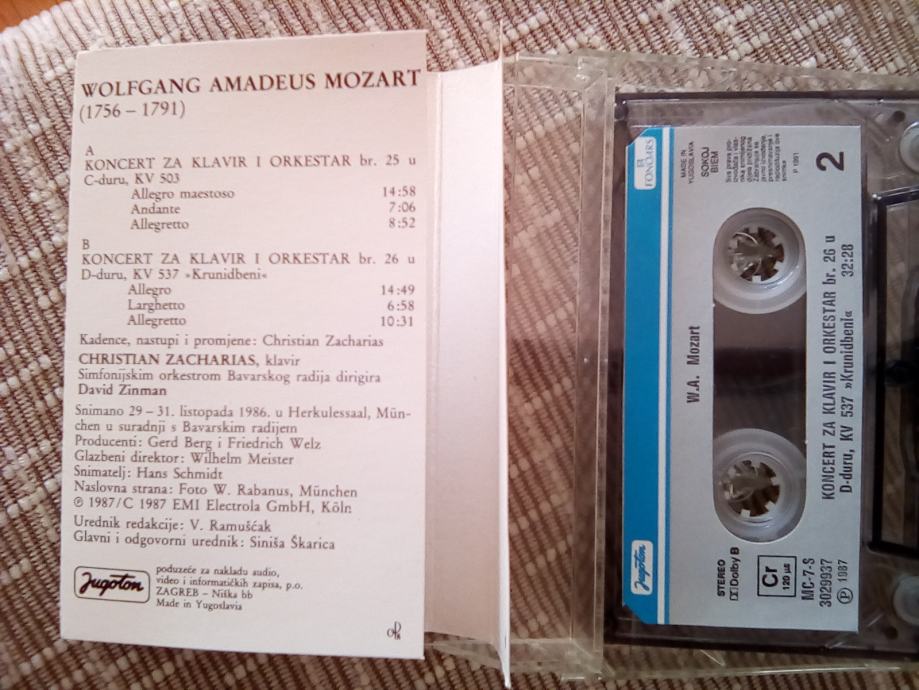 WOLFGANG AMADEUS MOZART
(1756 – 1791)
A
KONCERT ZA KLAVIR I ORKESTAR br. 25 u
C-duru, KV 503
Allegro maestoso 14:58
Andante 7:06
Allegretto 8:52
B
KONCERT ZA KLAVIR I ORKESTAR br. 26 u
D-duru, KV 537 »Krunidbeni«
Allegro 14:49
Larghetto 6:58
Allegretto 10:31
Kadence, nastupi i promjene: Christian Zacharias
CHRISTIAN ZACHARIAS, klavir
Simfonijskim orkestrom Bavarskog radija dirigira
David Zinman
Snimano 29 – 31. listopada 1986. u Herkulessaal, Mün-
chen u suradnji s Bavarskim radijem
Producenti: Gerd Berg i Friedrich Welz
Glazbeni direktor: Wilhelm Meister
Snimatelj: Hans Schmidt
Naslovna strana: Foto W. Rabanus, München
℗ 1987/C 1987 EMI Electrola GmbH, Köln
Urednik redakcije: V. Ramušćak
Glavni i odgovorni urednik: Siniša Škarica
Jugoton
poduzeće za nakladu audio,
video i informatičkih zapisa, p.o.
ZAGREB – Niška bb
Made in Yugoslavia
FONOARS
MADE IN
YUGOSLAVIA
SOKOJ
BIEM
P 1991
2
W.A. Mozart
KONCERT ZA KLAVIR I ORKESTAR br. 26 u
D-duru, KV 537 »Krunidbeni« 32:28
Jugoton
STEREO
Dolby B
Cr
120 µs
MC-7-S
3029937
℗ 1987